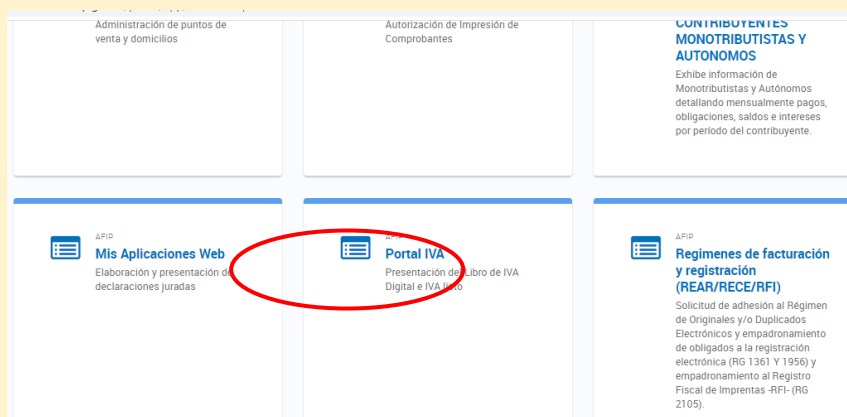 Administración de puntos de
venta y domicilios
Autorización de Impresión de
Comprobantes
CONTRIBUYENTES
MONOTRIBUTISTAS Y
AUTONOMOS
Exhibe información de
Monotributistas y Autónomos
detallando mensualmente pagos,
obligaciones, saldos e intereses
por período del contribuyente.
AFIP
Mis Aplicaciones Web
Elaboración y presentación de
declaraciones juradas
AFIP
Portal IVA
Presentación del Libro de IVA
Digital e IVA listo
AFIP
Regimenes de facturación
y registración
(REAR/RECE/RFI)
Solicitud de adhesión al Régimen
de Originales y/o Duplicados
Electrónicos y empadronamiento
de obligados a la registración
electrónica (RG 1361 Y 1956) y
empadronamiento al Registro
Fiscal de Imprentas -RFI- (RG
2105).